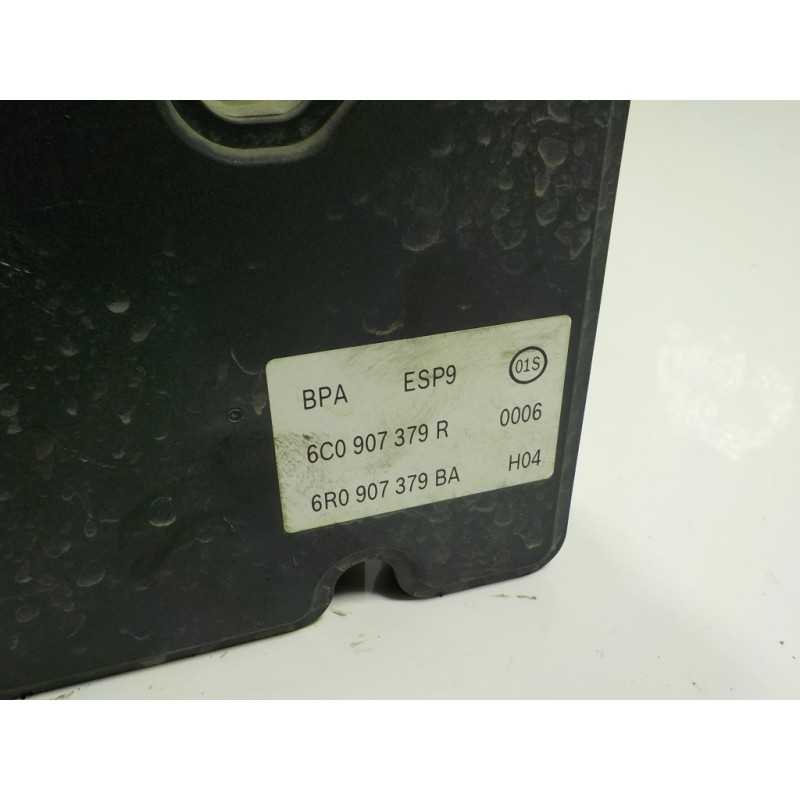 BPA ESP9 01S
6C0 907 379 R 0006
6R0 907 379 BA H04